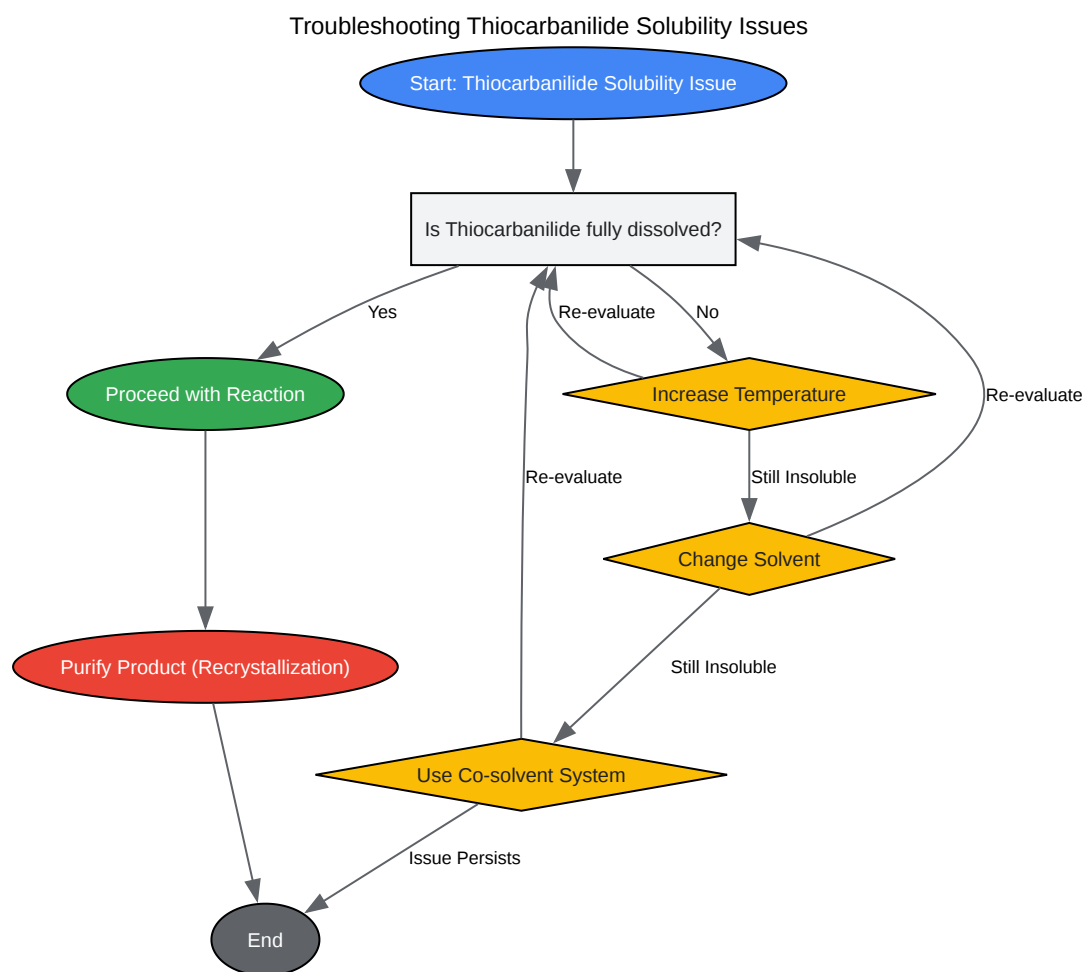 Troubleshooting Thiocarbanilide Solubility Issues
Start: Thiocarbanilide Solubility Issue
Is Thiocarbanilide fully dissolved?
Yes
Re-evaluate
No
Proceed with Reaction
Increase Temperature
Re-evaluate
Re-evaluate
Still Insoluble
Change Solvent
Purify Product (Recrystallization)
Still Insoluble
Use Co-solvent System
Issue Persists
End